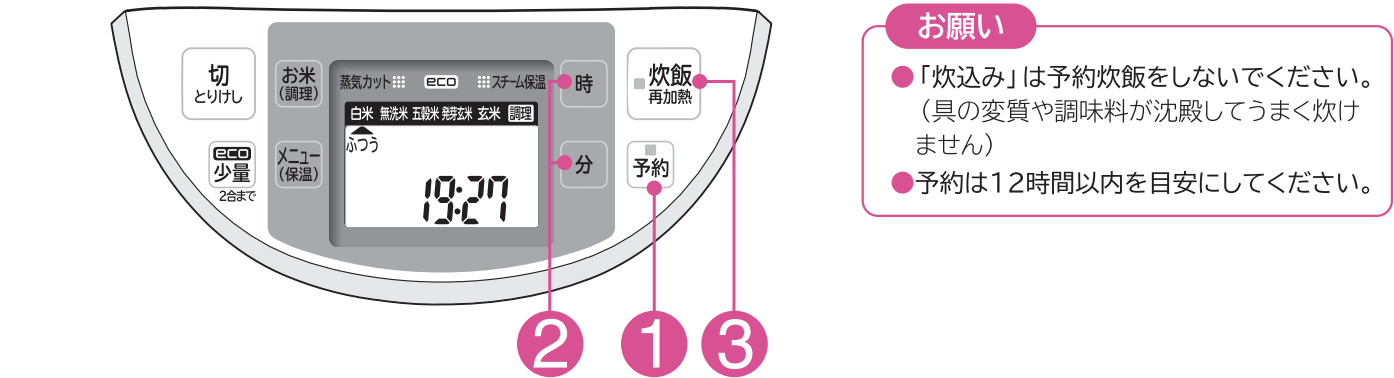 切
とりけし
お米
(調理)
蒸気カット
eco
スチーム保温
時
炊飯
再加熱
白米 無洗米 五穀米 発芽玄米 玄米 調理
ふつう
eco
少量
2合まで
メニュー
(保温)
19:27
分
予約
2
1
3
お願い
●「炊込み」は予約炊飯をしないでください。
(具の変質や調味料が沈殿してうまく炊け
ません)
●予約は12時間以内を目安にしてください。